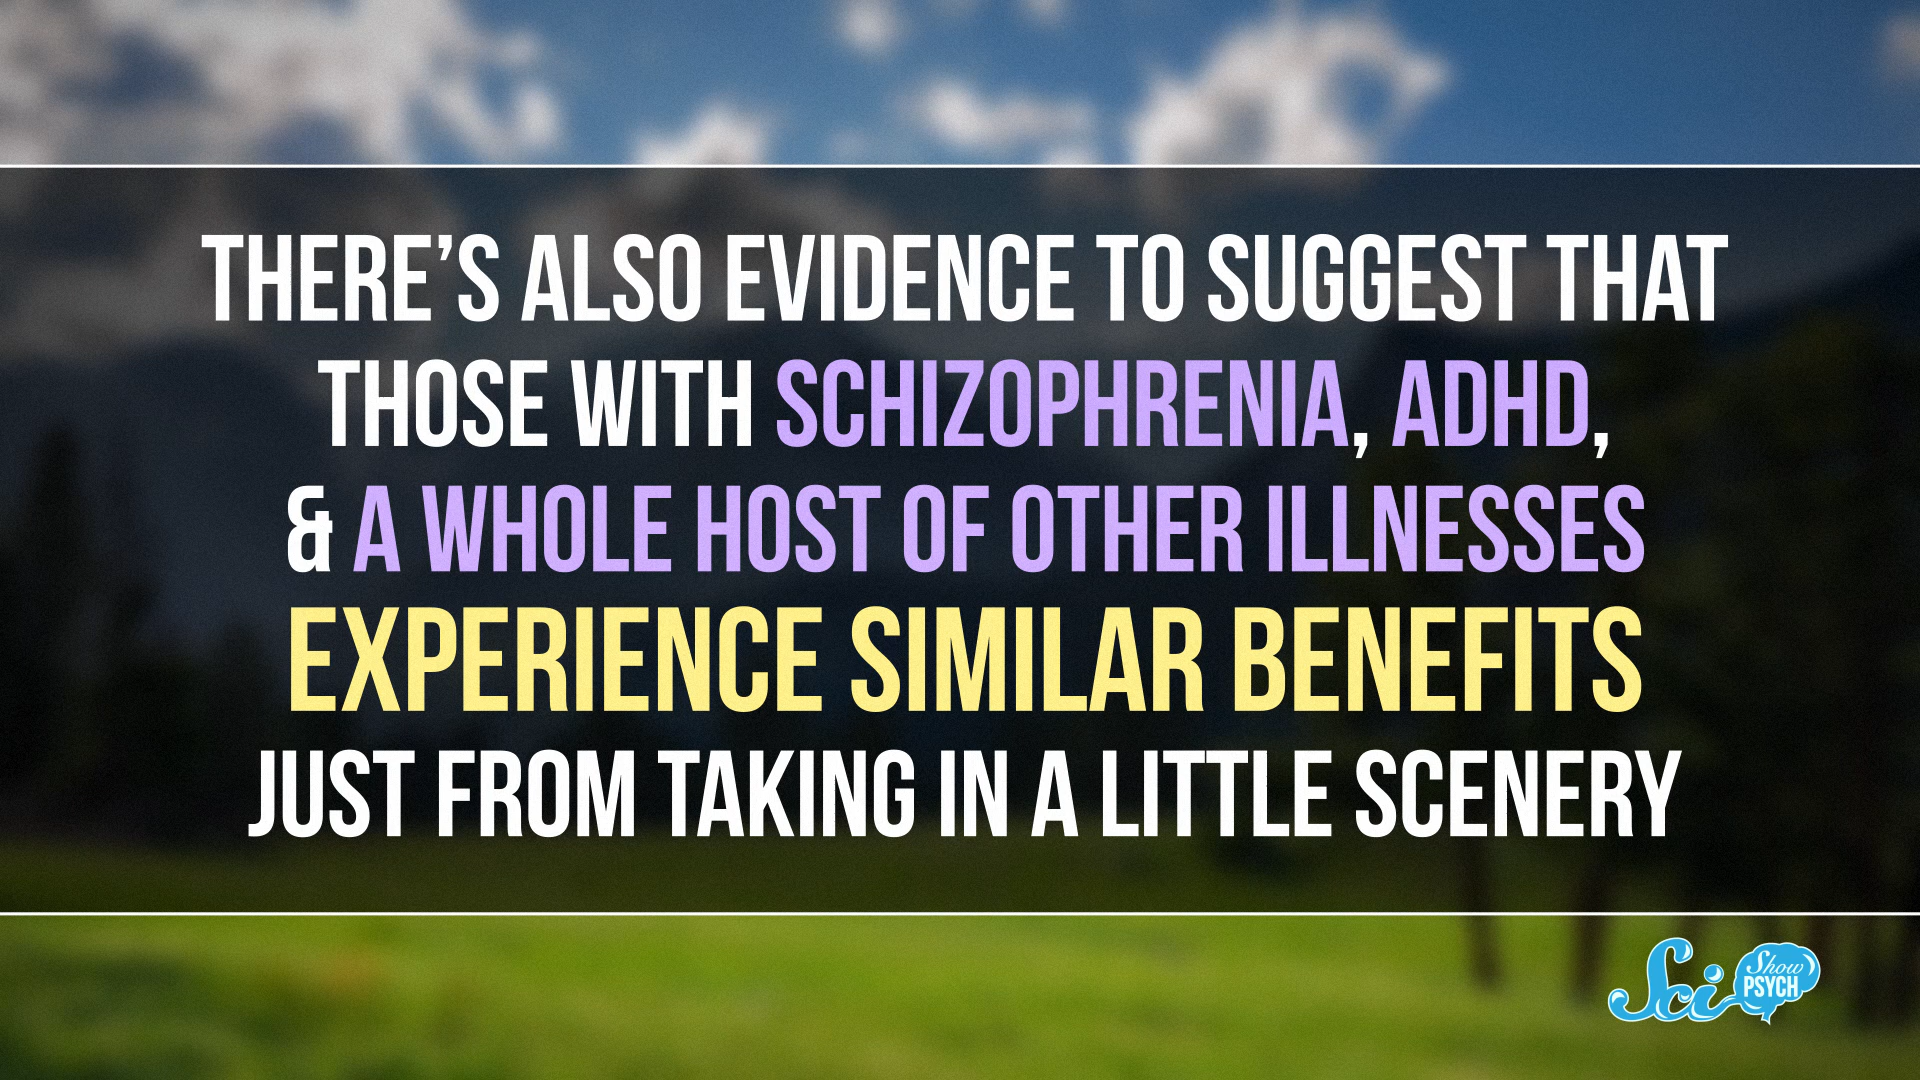 THERE’S ALSO EVIDENCE TO SUGGEST THAT
THOSE WITH SCHIZOPHRENIA, ADHD,
& A WHOLE HOST OF OTHER ILLNESSES
EXPERIENCE SIMILAR BENEFITS
JUST FROM TAKING IN A LITTLE SCENERY
Sci Show
PSYCH